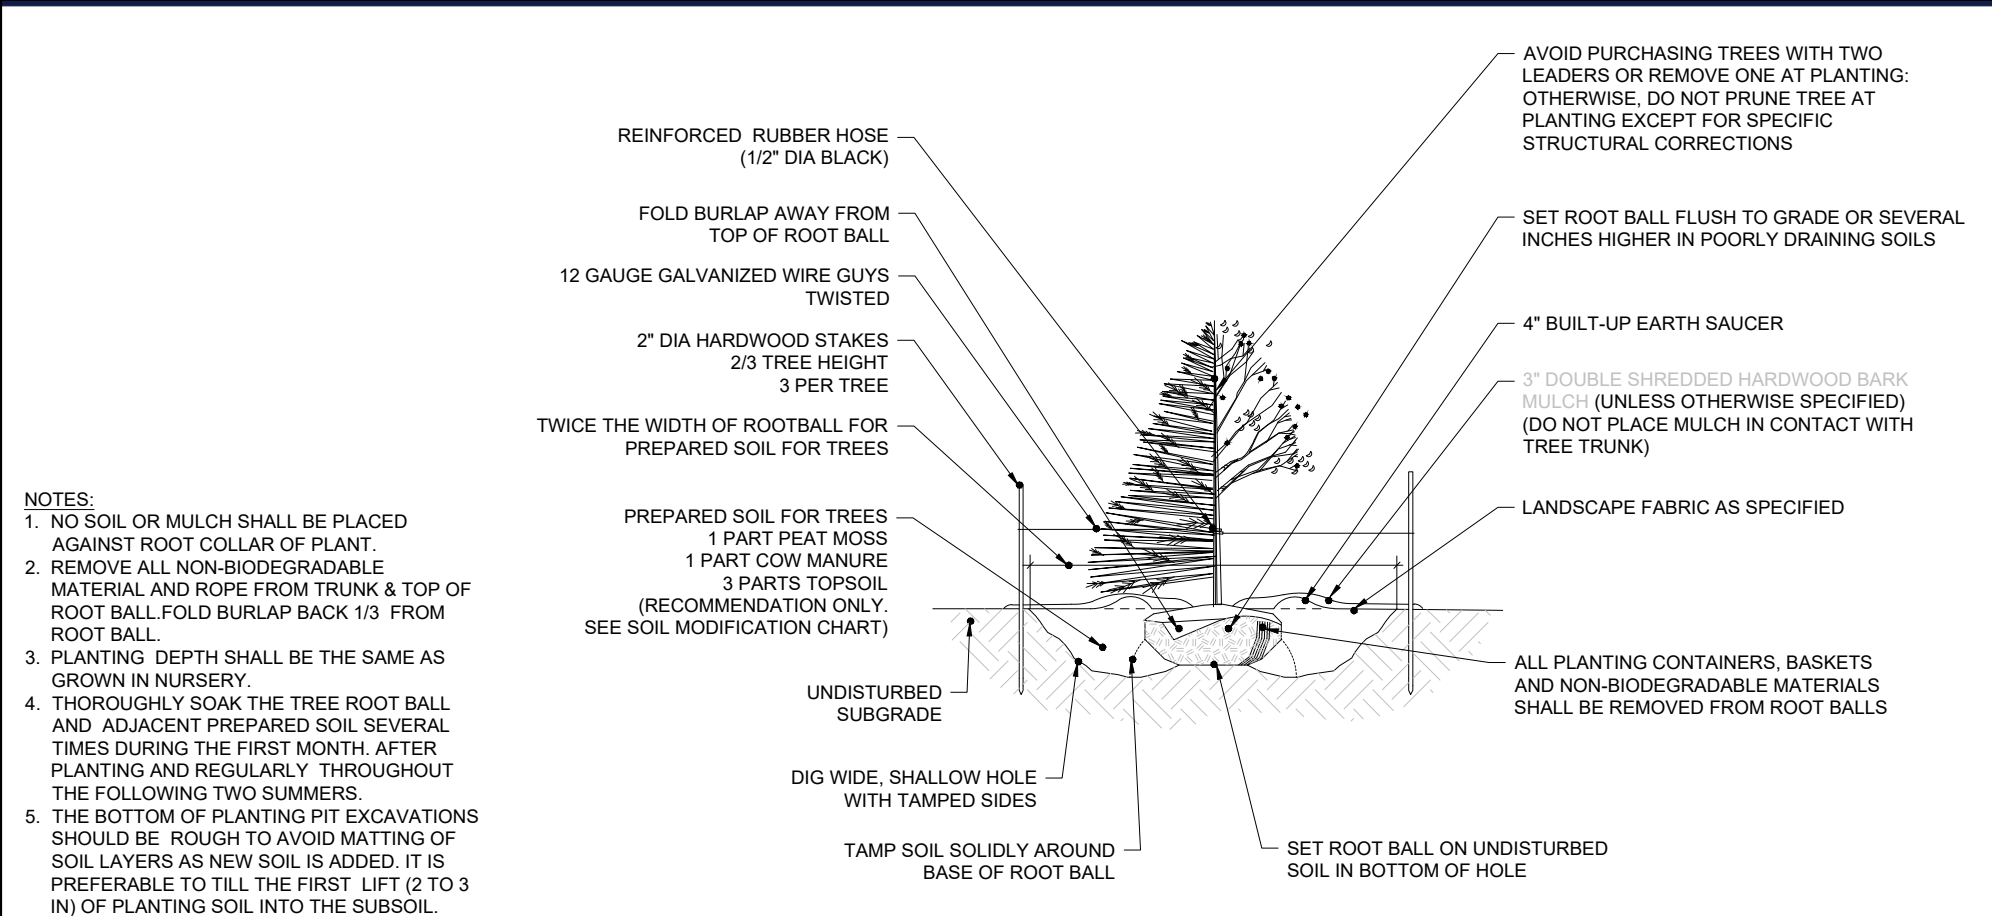 REINFORCED RUBBER HOSE
(1/2" DIA BLACK)
FOLD BURLAP AWAY FROM
TOP OF ROOT BALL
12 GAUGE GALVANIZED WIRE GUYS
TWISTED
2" DIA HARDWOOD STAKES
2/3 TREE HEIGHT
3 PER TREE
TWICE THE WIDTH OF ROOTBALL FOR
PREPARED SOIL FOR TREES
PREPARED SOIL FOR TREES
1 PART PEAT MOSS
1 PART COW MANURE
3 PARTS TOPSOIL
(RECOMMENDATION ONLY.
SEE SOIL MODIFICATION CHART)
UNDISTURBED
SUBGRADE
DIG WIDE, SHALLOW HOLE
WITH TAMPED SIDES
TAMP SOIL SOLIDLY AROUND
BASE OF ROOT BALL
AVOID PURCHASING TREES WITH TWO
LEADERS OR REMOVE ONE AT PLANTING:
OTHERWISE, DO NOT PRUNE TREE AT
PLANTING EXCEPT FOR SPECIFIC
STRUCTURAL CORRECTIONS
SET ROOT BALL FLUSH TO GRADE OR SEVERAL
INCHES HIGHER IN POORLY DRAINING SOILS
4" BUILT-UP EARTH SAUCER
3" DOUBLE SHREDDED HARDWOOD BARK
MULCH (UNLESS OTHERWISE SPECIFIED)
(DO NOT PLACE MULCH IN CONTACT WITH
TREE TRUNK)
LANDSCAPE FABRIC AS SPECIFIED
ALL PLANTING CONTAINERS, BASKETS
AND NON-BIODEGRADABLE MATERIALS
SHALL BE REMOVED FROM ROOT BALLS
SET ROOT BALL ON UNDISTURBED
SOIL IN BOTTOM OF HOLE
NOTES:
1. NO SOIL OR MULCH SHALL BE PLACED
AGAINST ROOT COLLAR OF PLANT.
2. REMOVE ALL NON-BIODEGRADABLE
MATERIAL AND ROPE FROM TRUNK & TOP OF
ROOT BALL.FOLD BURLAP BACK 1/3 FROM
ROOT BALL.
3. PLANTING DEPTH SHALL BE THE SAME AS
GROWN IN NURSERY.
4. THOROUGHLY SOAK THE TREE ROOT BALL
AND ADJACENT PREPARED SOIL SEVERAL
TIMES DURING THE FIRST MONTH. AFTER
PLANTING AND REGULARLY THROUGHOUT
THE FOLLOWING TWO SUMMERS.
5. THE BOTTOM OF PLANTING PIT EXCAVATIONS
SHOULD BE ROUGH TO AVOID MATTING OF
SOIL LAYERS AS NEW SOIL IS ADDED. IT IS
PREFERABLE TO TILL THE FIRST LIFT (2 TO 3
IN) OF PLANTING SOIL INTO THE SUBSOIL.